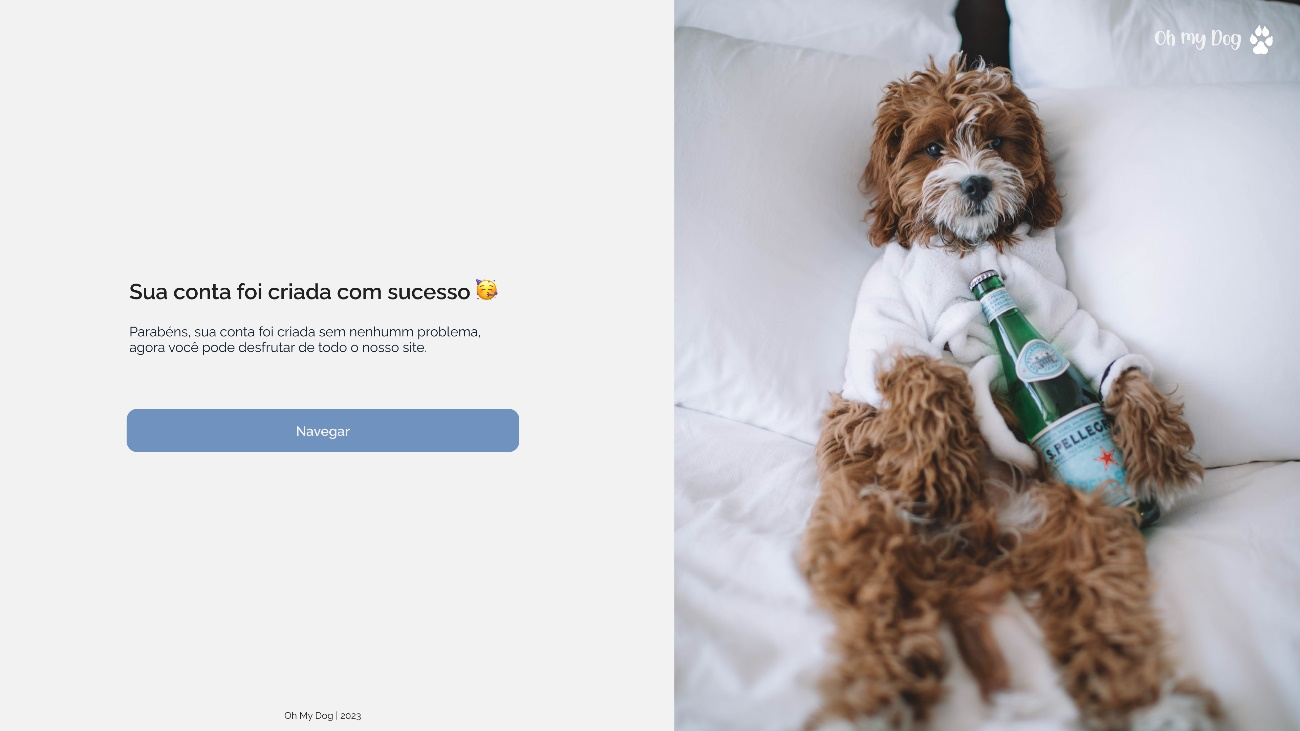 Oh my Dog
Sua conta foi criada com sucesso 🥳
Parabéns, sua conta foi criada sem nenhumm problema,
agora você pode desfrutar de todo o nosso site.
Navegar
S.PELLEGR
Oh My Dog | 2023